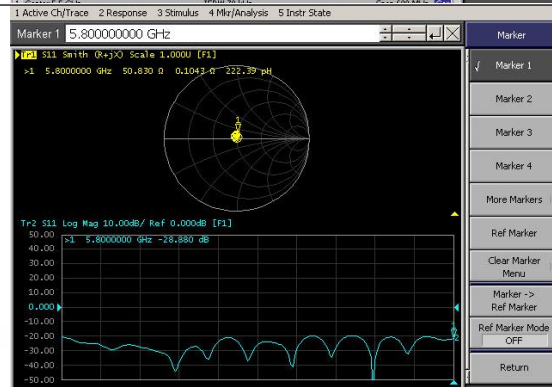 1 Active Ch/Trace 2 Response 3 Stimulus 4 Mkr/Analysis 5 Instr State
Marker 1 5.800000000 GHz
Marker
Tr1 S11 Smith (R+jX) Scale 1.000U [F1]
>1 5.8000000 GHz 50.830 Ω 0.1043 Ω 222.39 pH
Marker 1
Marker 2
Marker 3
Marker 4
More Markers
Ref Marker
Clear Marker
Menu
Marker ->
Ref Marker
Ref Marker Mode
OFF
Return
Tr2 S11 Log Mag 10.00dB/ Ref 0.000dB [F1]
>1 5.8000000 GHz -28.880 dB
50.00
40.00
30.00
20.00
10.00
0.000
-10.00
-20.00
-30.00
-40.00
-50.00